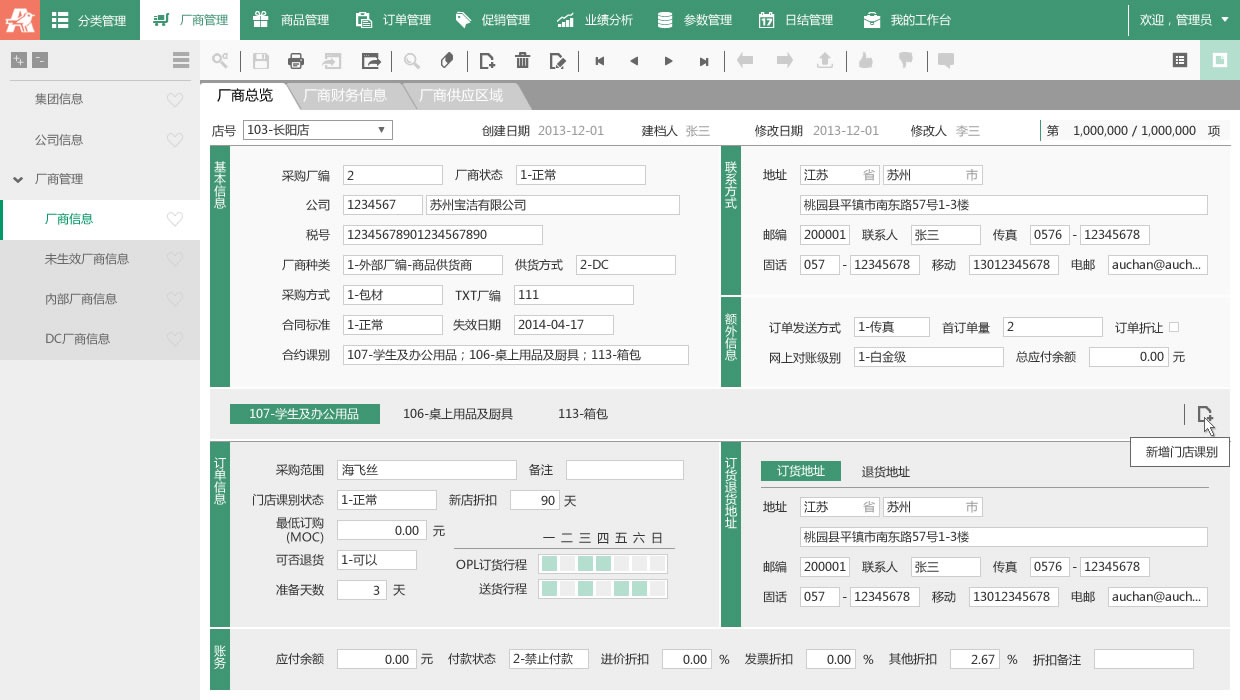 分类管理 厂商管理 商品管理 订单管理 促销管理 业绩分析 参数管理 日结管理 我的工作台 欢迎，管理员
集团信息
公司信息
厂商管理
厂商信息
未生效厂商信息
内部厂商信息
DC厂商信息
厂商总览 厂商财务信息 厂商供应区域
店号 103-长阳店 创建日期 2013-12-01 建档人 张三 修改日期 2013-12-01 修改人 李三 第 1,000,000 / 1,000,000 项
基本信息
采购厂编 2 厂商状态 1-正常
公司 1234567 苏州宝洁有限公司
税号 12345678901234567890
厂商种类 1-外部厂编-商品供货商 供货方式 2-DC
采购方式 1-包材 TXT厂编 111
合同标准 1-正常 失效日期 2014-04-17
合约课别 107-学生及办公用品；106-桌上用品及厨具；113-箱包
联系方式
地址 江苏 省 苏州 市
桃园县平镇市南东路57号1-3楼
邮编 200001 联系人 张三 传真 0576 - 12345678
固话 057 - 12345678 移动 13012345678 电邮 auchan@auch...
额外信息
订单发送方式 1-传真 首订单量 2 订单折让
网上对账级别 1-白金级 总应付余额 0.00 元
107-学生及办公用品 106-桌上用品及厨具 113-箱包
新增门店课别
订单信息
采购范围 海飞丝 备注
门店课别状态 1-正常 新店折扣 90 天
最低订购
(MOC) 0.00 元
可否退货 1-可以
准备天数 3 天
一 二 三 四 五 六 日
OPL订货行程
送货行程
订货退货地址
订货地址 退货地址
地址 江苏 省 苏州 市
桃园县平镇市南东路57号1-3楼
邮编 200001 联系人 张三 传真 0576 - 12345678
固话 057 - 12345678 移动 13012345678 电邮 auchan@auch...
账务
应付余额 0.00 元 付款状态 2-禁止付款 进价折扣 0.00 % 发票折扣 0.00 % 其他折扣 2.67 % 折扣备注